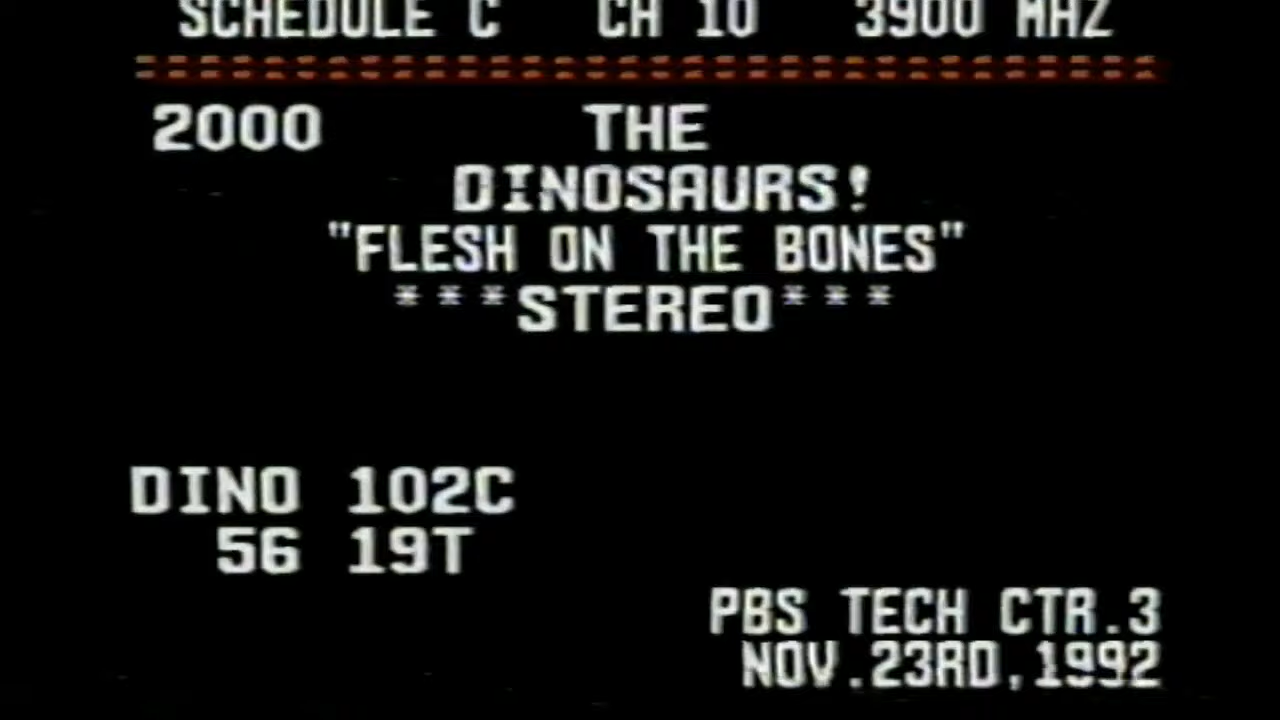 SCHEDULE C CH 10 3900 MHZ
2000 THE
DINOSAURS!
"FLESH ON THE BONES"
***STEREO***
DINO 102C
56 19T
PBS TECH CTR.3
NOV.23RD,1992